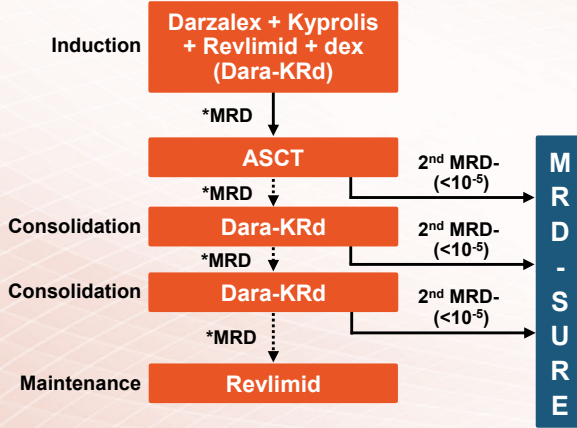 Induction
Darzalex + Kyprolis
+ Revlimid + dex
(Dara-KRd)
*MRD
ASCT
2nd MRD-
(<10-5)
*MRD
Consolidation
Dara-KRd
2nd MRD-
(<10-5)
*MRD
Consolidation
Dara-KRd
2nd MRD-
(<10-5)
*MRD
Maintenance
Revlimid
M
R
D
-
S
U
R
E